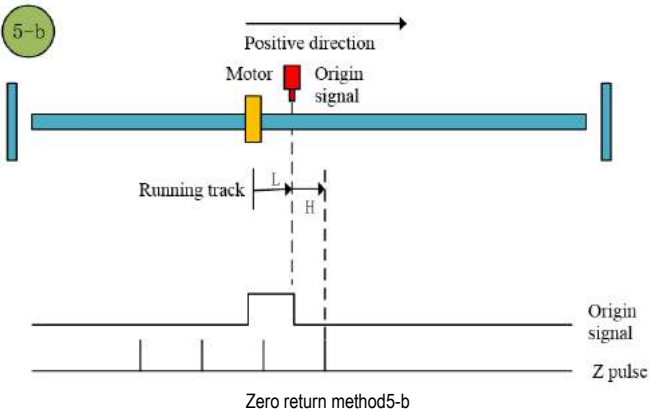 5-b
Positive direction
Motor
Origin
signal
Running track
L
H
Origin
signal
Z pulse
Zero return method5-b